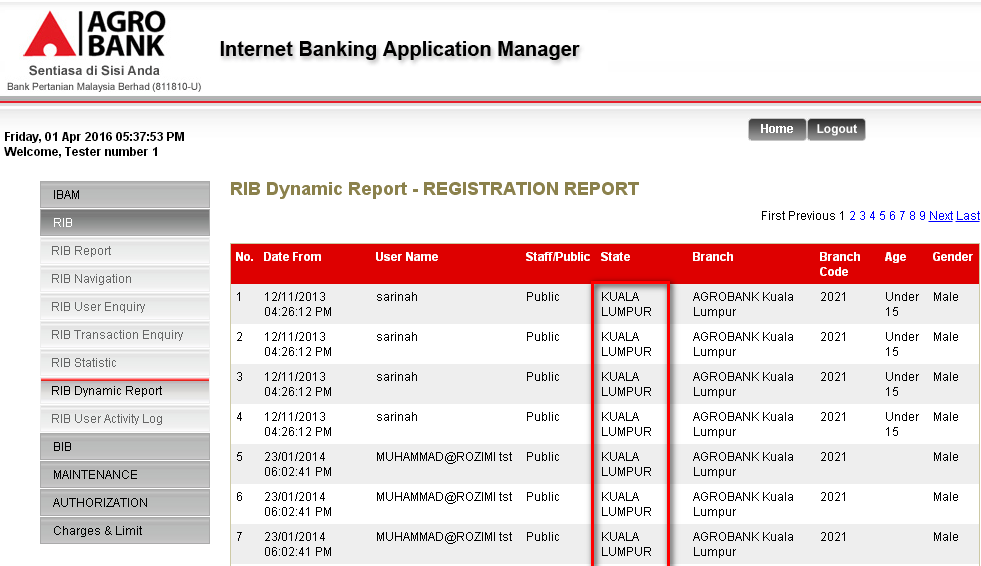 AGRO
BANK
Sentiasa di Sisi Anda
Bank Pertanian Malaysia Berhad (811810-U)
Internet Banking Application Manager
Friday, 01 Apr 2016 05:37:53 PM
Welcome, Tester number 1
Home Logout
IBAM
RIB
RIB Report
RIB Navigation
RIB User Enquiry
RIB Transaction Enquiry
RIB Statistic
RIB Dynamic Report
RIB User Activity Log
BIB
MAINTENANCE
AUTHORIZATION
Charges & Limit
RIB Dynamic Report - REGISTRATION REPORT
First Previous 1 2 3 4 5 6 7 8 9 Next Last
No. Date From User Name Staff/Public State Branch Branch Age Gender
Code
1 12/11/2013 sarinah Public KUALA AGROBANK Kuala 2021 Under Male
04:26:12 PM LUMPUR Lumpur 15
2 12/11/2013 sarinah Public KUALA AGROBANK Kuala 2021 Under Male
04:26:12 PM LUMPUR Lumpur 15
3 12/11/2013 sarinah Public KUALA AGROBANK Kuala 2021 Under Male
04:26:12 PM LUMPUR Lumpur 15
4 12/11/2013 sarinah Public KUALA AGROBANK Kuala 2021 Under Male
04:26:12 PM LUMPUR Lumpur 15
5 23/01/2014 MUHAMMAD@ROZIMI tst Public KUALA AGROBANK Kuala 2021 Male
06:02:41 PM LUMPUR Lumpur
6 23/01/2014 MUHAMMAD@ROZIMI tst Public KUALA AGROBANK Kuala 2021 Male
06:02:41 PM LUMPUR Lumpur
7 23/01/2014 MUHAMMAD@ROZIMI tst Public KUALA AGROBANK Kuala 2021 Male
06:02:41 PM LUMPUR Lumpur